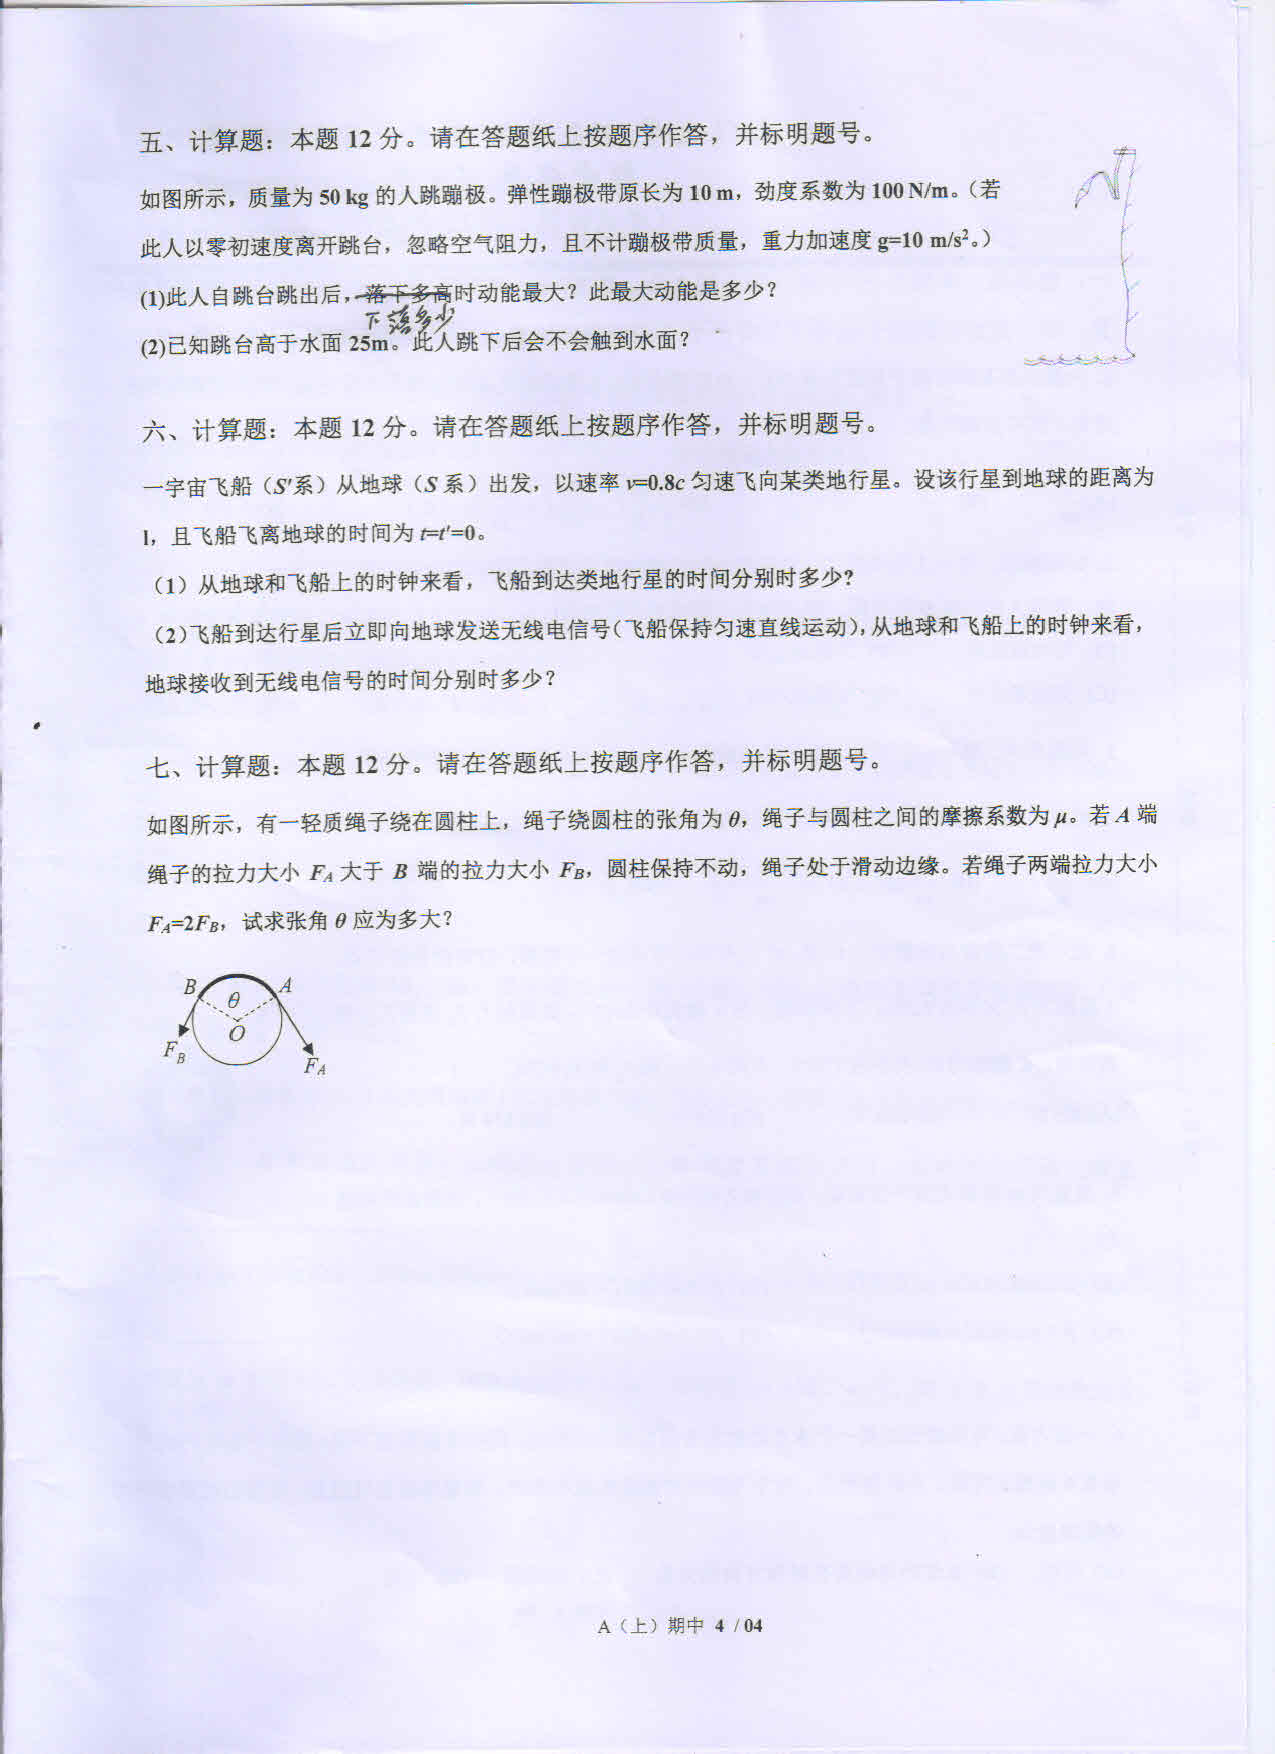 五、计算题：本题 12 分。请在答题纸上按题序作答，并标明题号。
如图所示，质量为 50 kg 的人跳蹦极。弹性蹦极带原长为 10 m，劲度系数为 100 N/m。（若
此人以零初速度离开跳台，忽略空气阻力，且不计蹦极带质量，重力加速度 g=10 m/s²。）
(1)此人自跳台跳出后，落下多高时动能最大？此最大动能是多少？
下落多少
(2)已知跳台高于水面 25m。此人跳下后会不会触到水面？
六、计算题：本题 12 分。请在答题纸上按题序作答，并标明题号。
一宇宙飞船（S′系）从地球（S 系）出发，以速率 v=0.8c 匀速飞向某类地行星。设该行星到地球的距离为
l，且飞船飞离地球的时间为 t=t′=0。
（1）从地球和飞船上的时钟来看，飞船到达类地行星的时间分别时多少?
（2）飞船到达行星后立即向地球发送无线电信号（飞船保持匀速直线运动），从地球和飞船上的时钟来看，
地球接收到无线电信号的时间分别时多少？
七、计算题：本题 12 分。请在答题纸上按题序作答，并标明题号。
如图所示，有一轻质绳子绕在圆柱上，绳子绕圆柱的张角为 θ，绳子与圆柱之间的摩擦系数为 μ。若 A 端
绳子的拉力大小 F_A 大于 B 端的拉力大小 F_B，圆柱保持不动，绳子处于滑动边缘。若绳子两端拉力大小
F_A=2F_B，试求张角 θ 应为多大？
B θ A
O
F_B F_A
A（上）期中 4 / 04